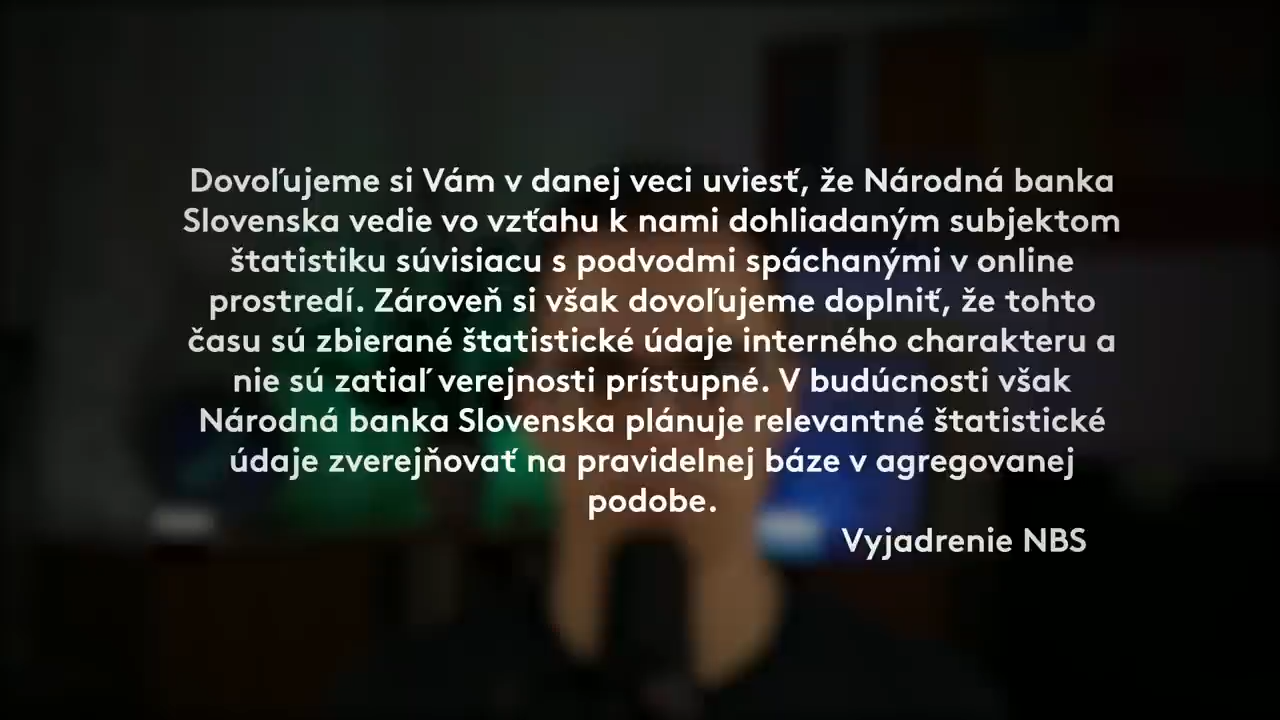 Dovoľujeme si Vám v danej veci uviesť, že Národná banka
Slovenska vedie vo vzťahu k nami dohliadaným subjektom
štatistiku súvisiacu s podvodmi spáchanými v online
prostredí. Zároveň si však dovoľujeme doplniť, že tohto
času sú zbierané štatistické údaje interného charakteru a
nie sú zatiaľ verejnosti prístupné. V budúcnosti však
Národná banka Slovenska plánuje relevantné štatistické
údaje zverejňovať na pravidelnej báze v agregovanej
podobe.
Vyjadrenie NBS